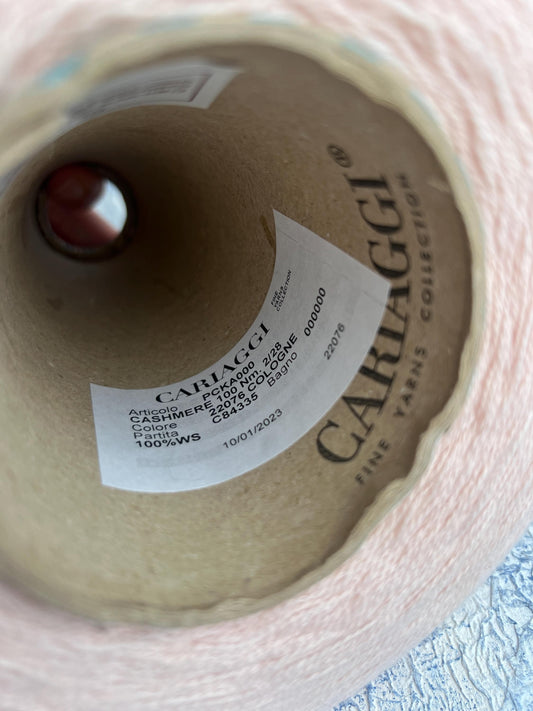 CARIAGGI
FINE
YARNS
COLLECTION
Articolo PCKA000
CASHMERE 100 Nm. 2/28
Colore 22076 COLOGNE
Partita C84335 Bagno 000000
100%WS
10/01/2023
22076
CARIAGGI®
FINE YARNS COLLECTION